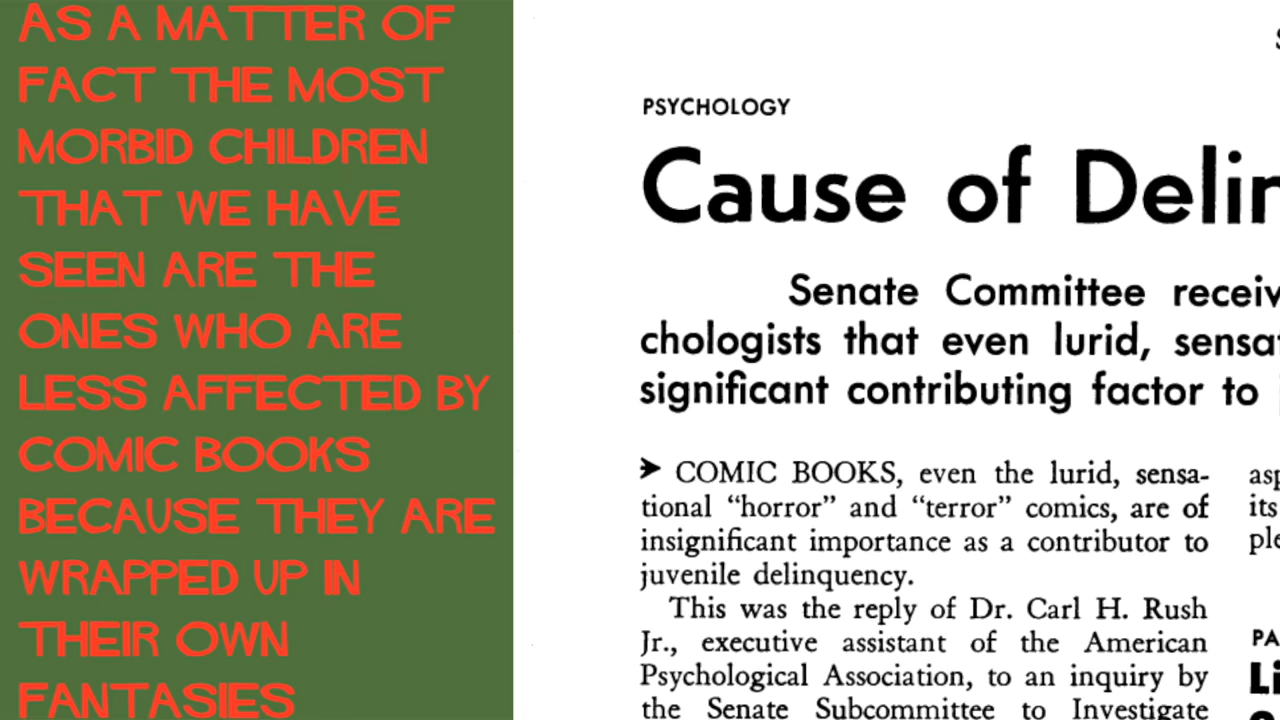 AS A MATTER OF
FACT THE MOST
MORBID CHILDREN
THAT WE HAVE
SEEN ARE THE
ONES WHO ARE
LESS AFFECTED BY
COMIC BOOKS
BECAUSE THEY ARE
WRAPPED UP IN
THEIR OWN
FANTASIES
PSYCHOLOGY
Cause of Delin
Senate Committee receiv
chologists that even lurid, sensat
significant contributing factor to
➤ COMIC BOOKS, even the lurid, sensa-
tional “horror” and “terror” comics, are of
insignificant importance as a contributor to
juvenile delinquency.
This was the reply of Dr. Carl H. Rush
Jr., executive assistant of the American
Psychological Association, to an inquiry by
the Senate Subcommittee to Investigate
asp
its
ple
PA
Li